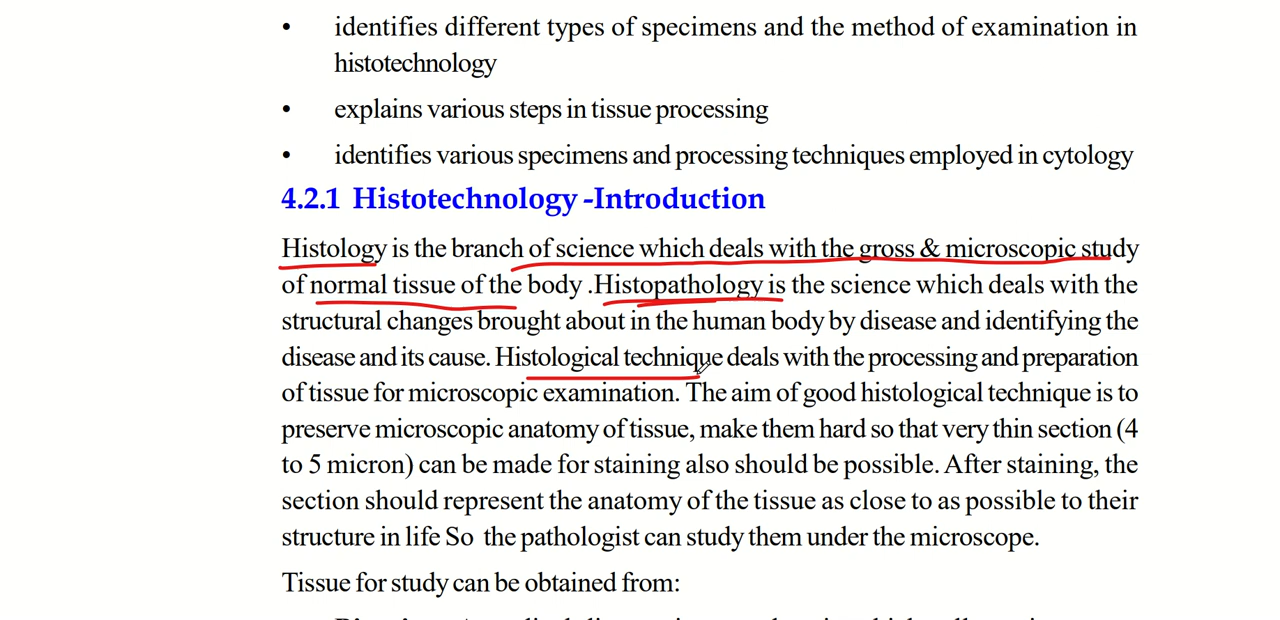 • identifies different types of specimens and the method of examination in
histotechnology
• explains various steps in tissue processing
• identifies various specimens and processing techniques employed in cytology
4.2.1 Histotechnology -Introduction
Histology is the branch of science which deals with the gross & microscopic study
of normal tissue of the body .Histopathology is the science which deals with the
structural changes brought about in the human body by disease and identifying the
disease and its cause. Histological technique deals with the processing and preparation
of tissue for microscopic examination. The aim of good histological technique is to
preserve microscopic anatomy of tissue, make them hard so that very thin section (4
to 5 micron) can be made for staining also should be possible. After staining, the
section should represent the anatomy of the tissue as close to as possible to their
structure in life So the pathologist can study them under the microscope.
Tissue for study can be obtained from: